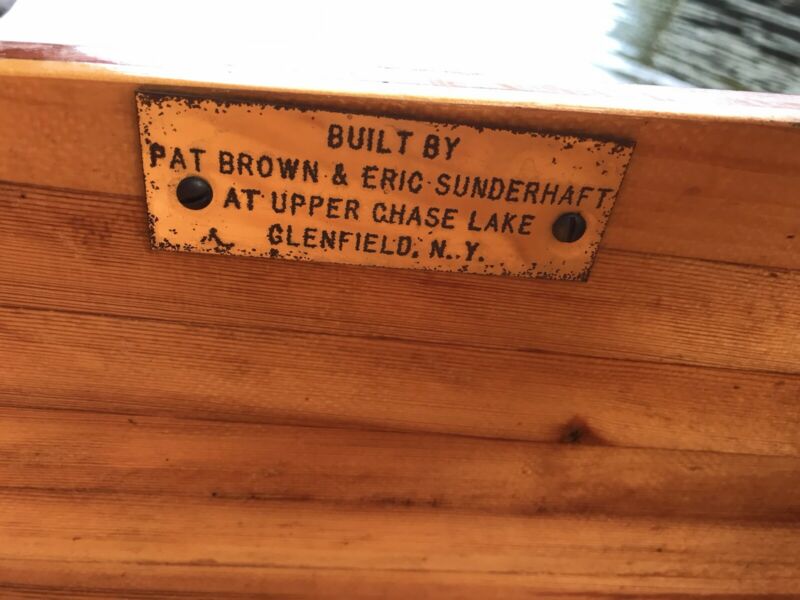 BUILT BY
PAT BROWN & ERIC SUNDERHAFT
AT UPPER CHASE LAKE
GLENFIELD, N.Y.